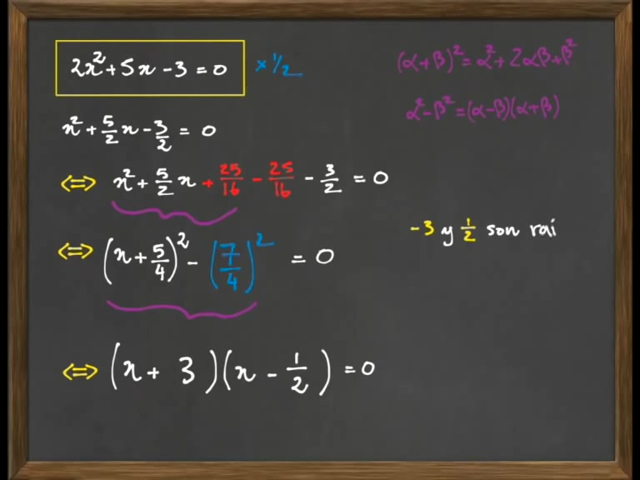 2x² + 5x - 3 = 0 × 1/2
(α + β)² = α² + 2αβ + β²
α² - β² = (α - β)(α + β)
x² + 5/2 x - 3/2 = 0
⇔ x² + 5/2 x + 25/16 - 25/16 - 3/2 = 0
-3 y 1/2 son rai
⇔ (x + 5/4)² - (7/4)² = 0
⇔ (x + 3)(x - 1/2) = 0